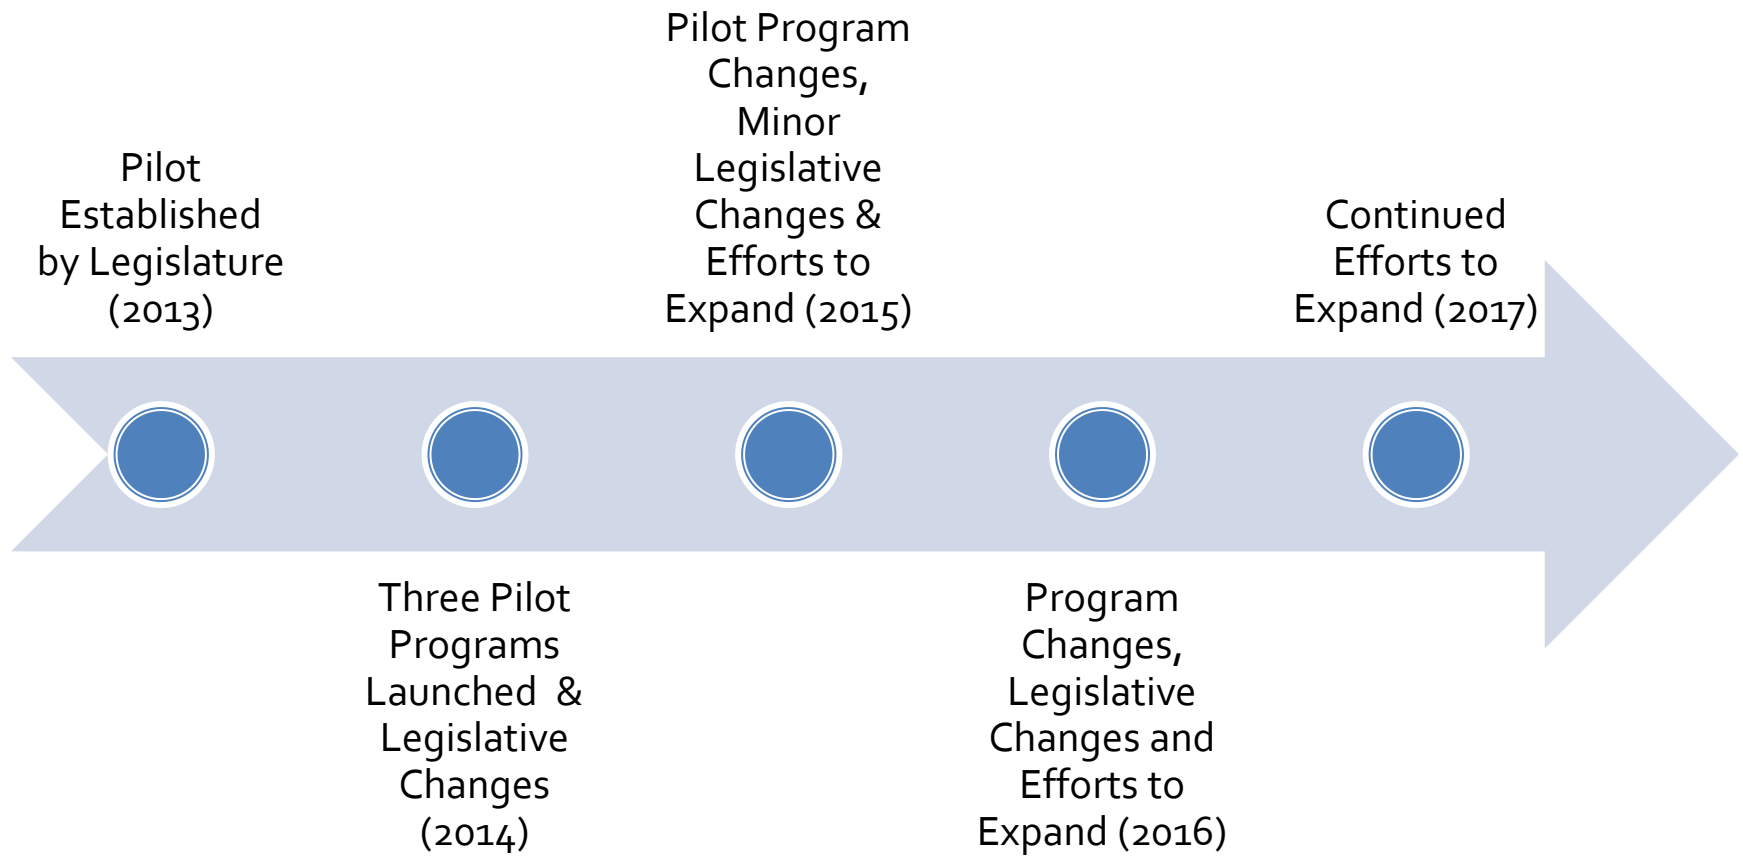 Pilot
Established
by Legislature
(2013)
Three Pilot
Programs
Launched  &
Legislative
Changes
(2014)
Pilot Program
Changes,
Minor
Legislative
Changes &
Efforts to
Expand (2015)
Program
Changes,
Legislative
Changes and
Efforts to
Expand (2016)
Continued
Efforts to
Expand (2017)